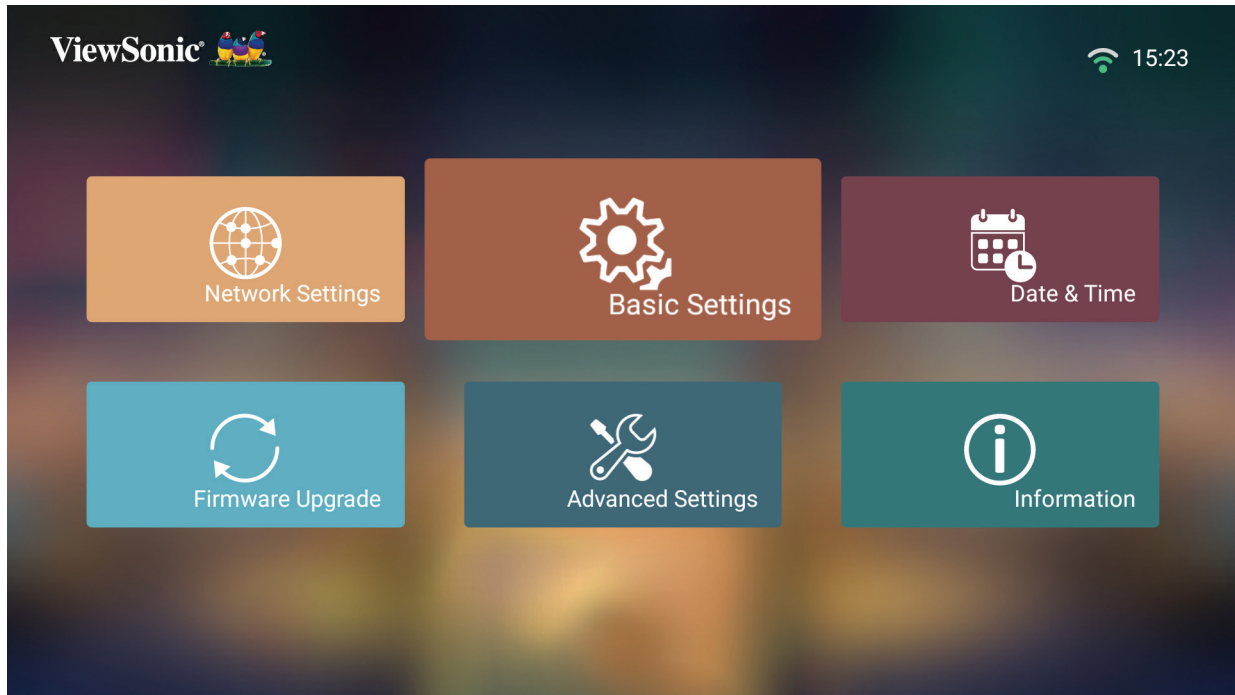 ViewSonic®
15:23
Network Settings
Basic Settings
Date & Time
Firmware Upgrade
Advanced Settings
Information